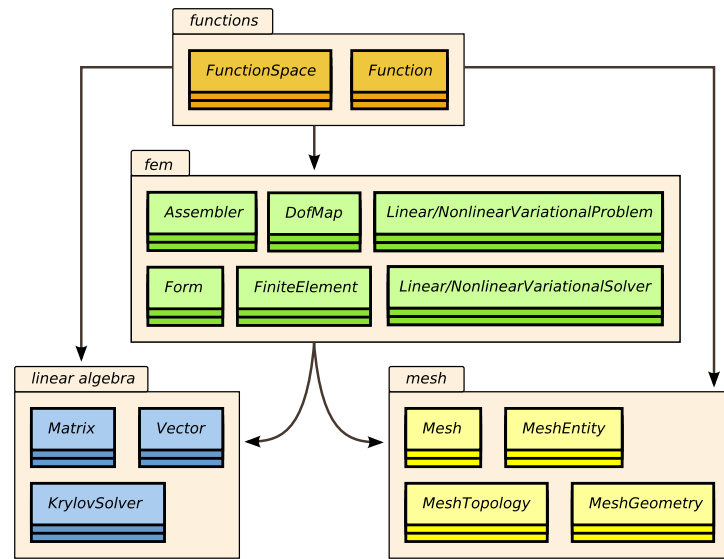 functions
FunctionSpace
Function
fem
Assembler
DofMap
Linear/NonlinearVariationalProblem
Form
FiniteElement
Linear/NonlinearVariationalSolver
linear algebra
Matrix
Vector
KrylovSolver
mesh
Mesh
MeshEntity
MeshTopology
MeshGeometry